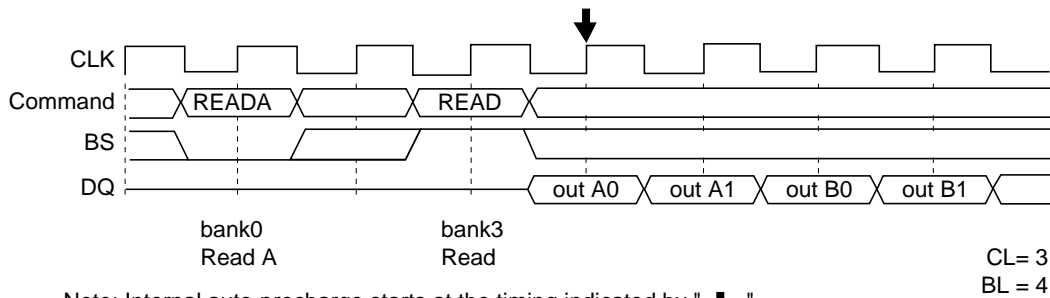 CLK
Command READA READ
BS
DQ out A0 out A1 out B0 out B1
bank0 bank3
Read A Read
CL= 3
BL = 4
Note: Internal auto-precharge starts at the timing indicated by " ".